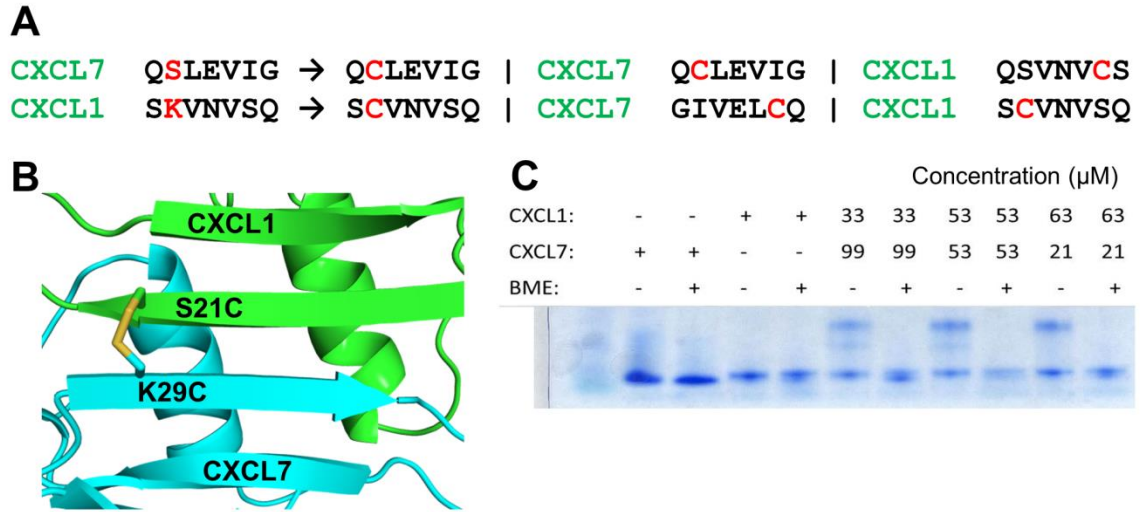 A
CXCL7 QSLEVIG → QCLEVIG | CXCL7 QCLEVIG | CXCL1 QSVNVCS
CXCL1 SKVNVSQ → SCVNVSQ | CXCL7 GIVELCQ | CXCL1 SCVNVSQ
B
CXCL1
S21C
K29C
CXCL7
C
Concentration (µM)
CXCL1: - - + + 33 33 53 53 63 63
CXCL7: + + - - 99 99 53 53 21 21
BME: - + - + - + - + - +